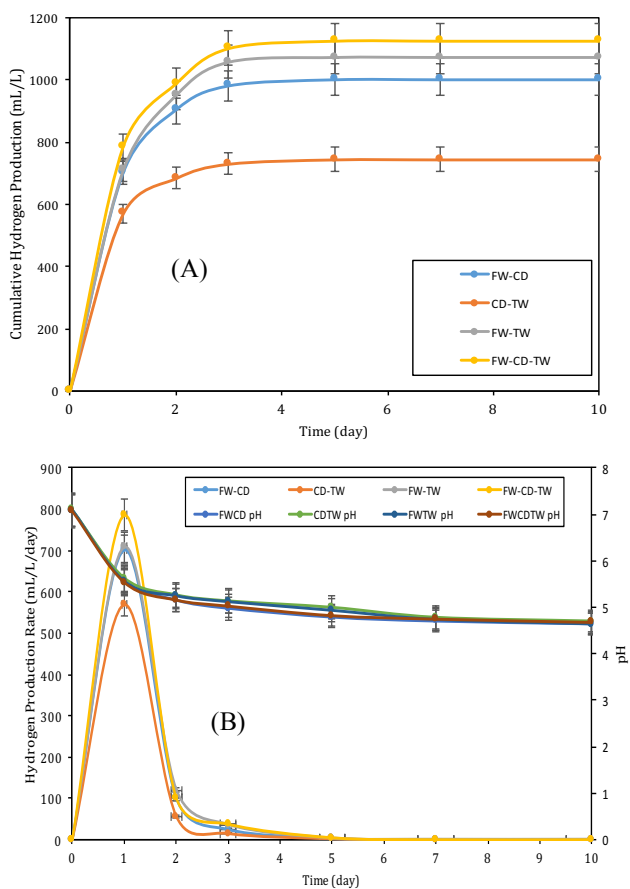 1200
1000
800
600
400
200
0
Cumulative Hydrogen Production (mL/L)
(A)
FW-CD
CD-TW
FW-TW
FW-CD-TW
0 2 4 6 8 10
Time (day)
900
800
700
600
500
400
300
200
100
0
Hydrogen Production Rate (mL/L/day)
FW-CD CD-TW FW-TW FW-CD-TW
FWCD pH CDTW pH FWTW pH FWCDTW pH
(B)
8
7
6
5
4
3
2
1
0
pH
0 1 2 3 4 5 6 7 8 9 10
Time (day)